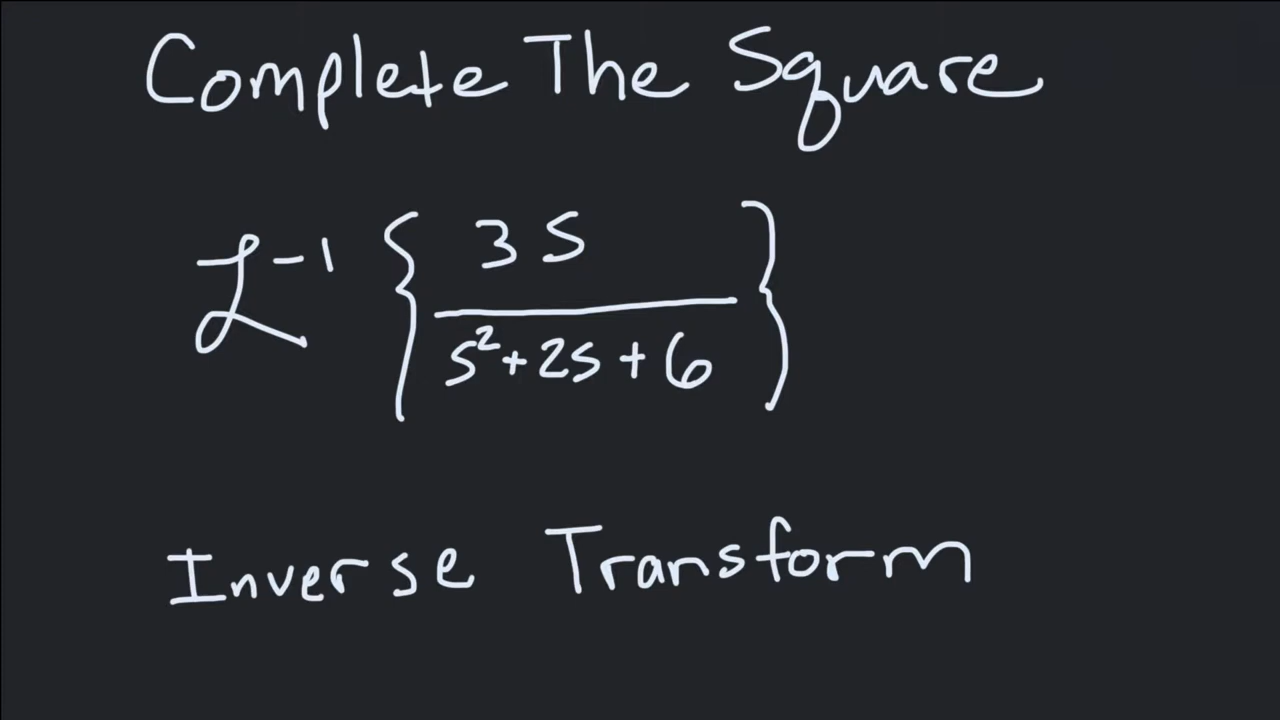 Complete The Square
ℒ⁻¹ { 3s / s²+2s+6 }
Inverse Transform